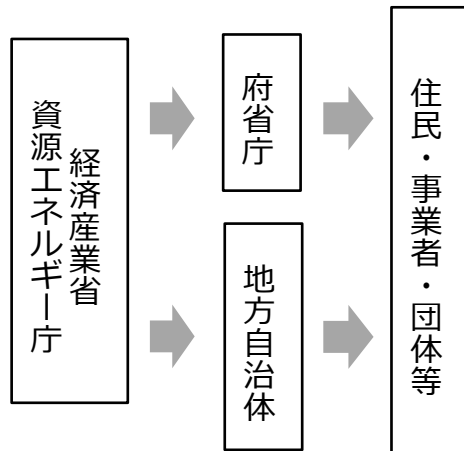 経済産業省
資源エネルギー庁
府省庁
地方自治体
住民・事業者・団体等